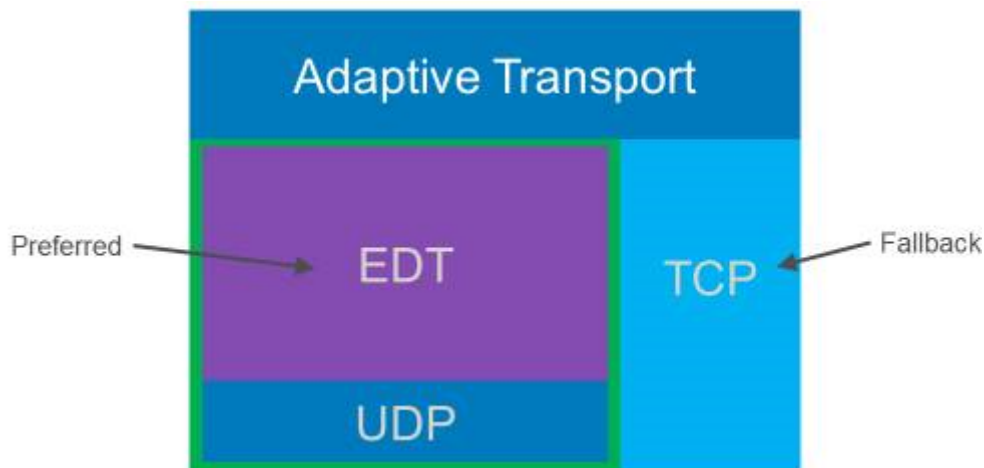 Adaptive Transport
Preferred
EDT
TCP
Fallback
UDP